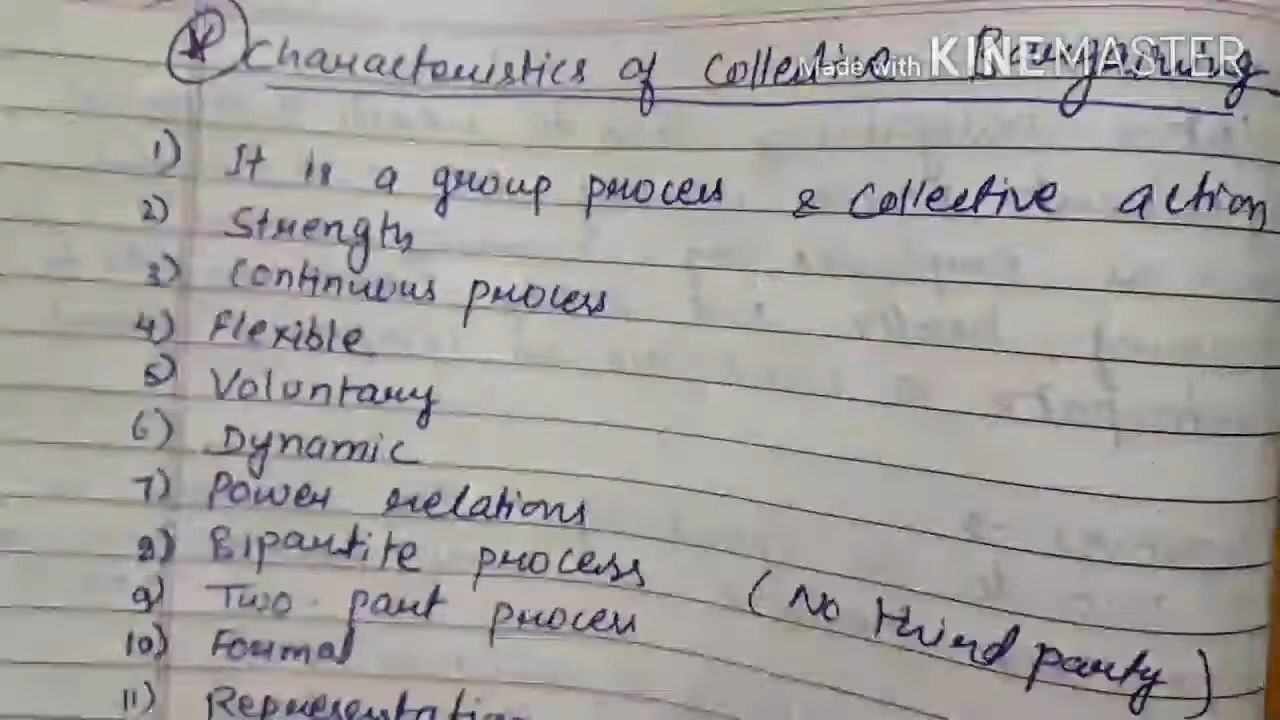 Characteristics of Collective Bargaining
Made with KINEMASTER
1) It is a group process & collective action
2) Strength
3) Continuous process
4) Flexible
5) Voluntary
6) Dynamic
7) Power relations
8) Bipartite process (No third party)
9) Two part process
10) Formal
11) Representation